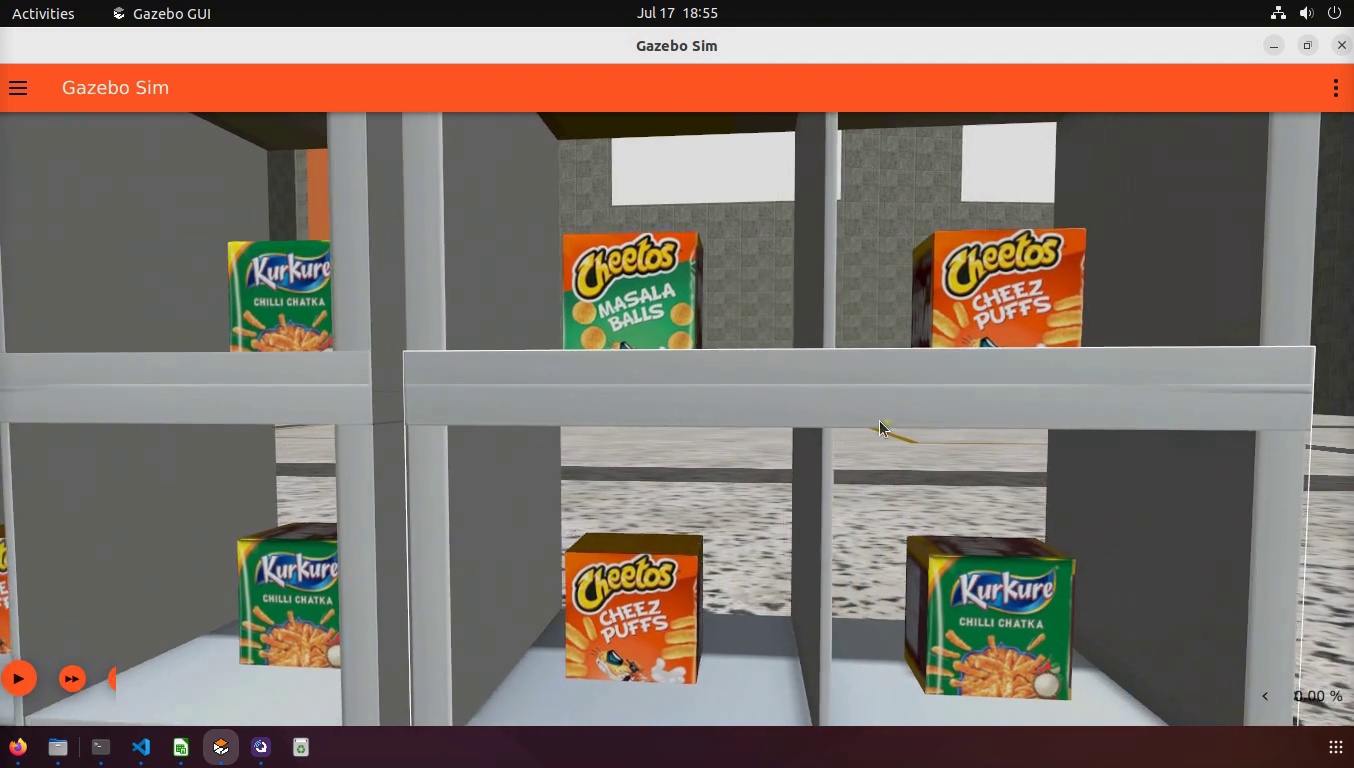 Activities
Gazebo GUI
Jul 17 18:55
Gazebo Sim
Gazebo Sim
Kurkure
CHILLI CHATKA
Cheetos
MASALA
BALLS
Cheetos
CHEEZ
PUFFS
Kurkure
CHILLI CHATKA
Cheetos
CHEEZ
PUFFS
Kurkure
CHILLI CHATKA
0.00 %